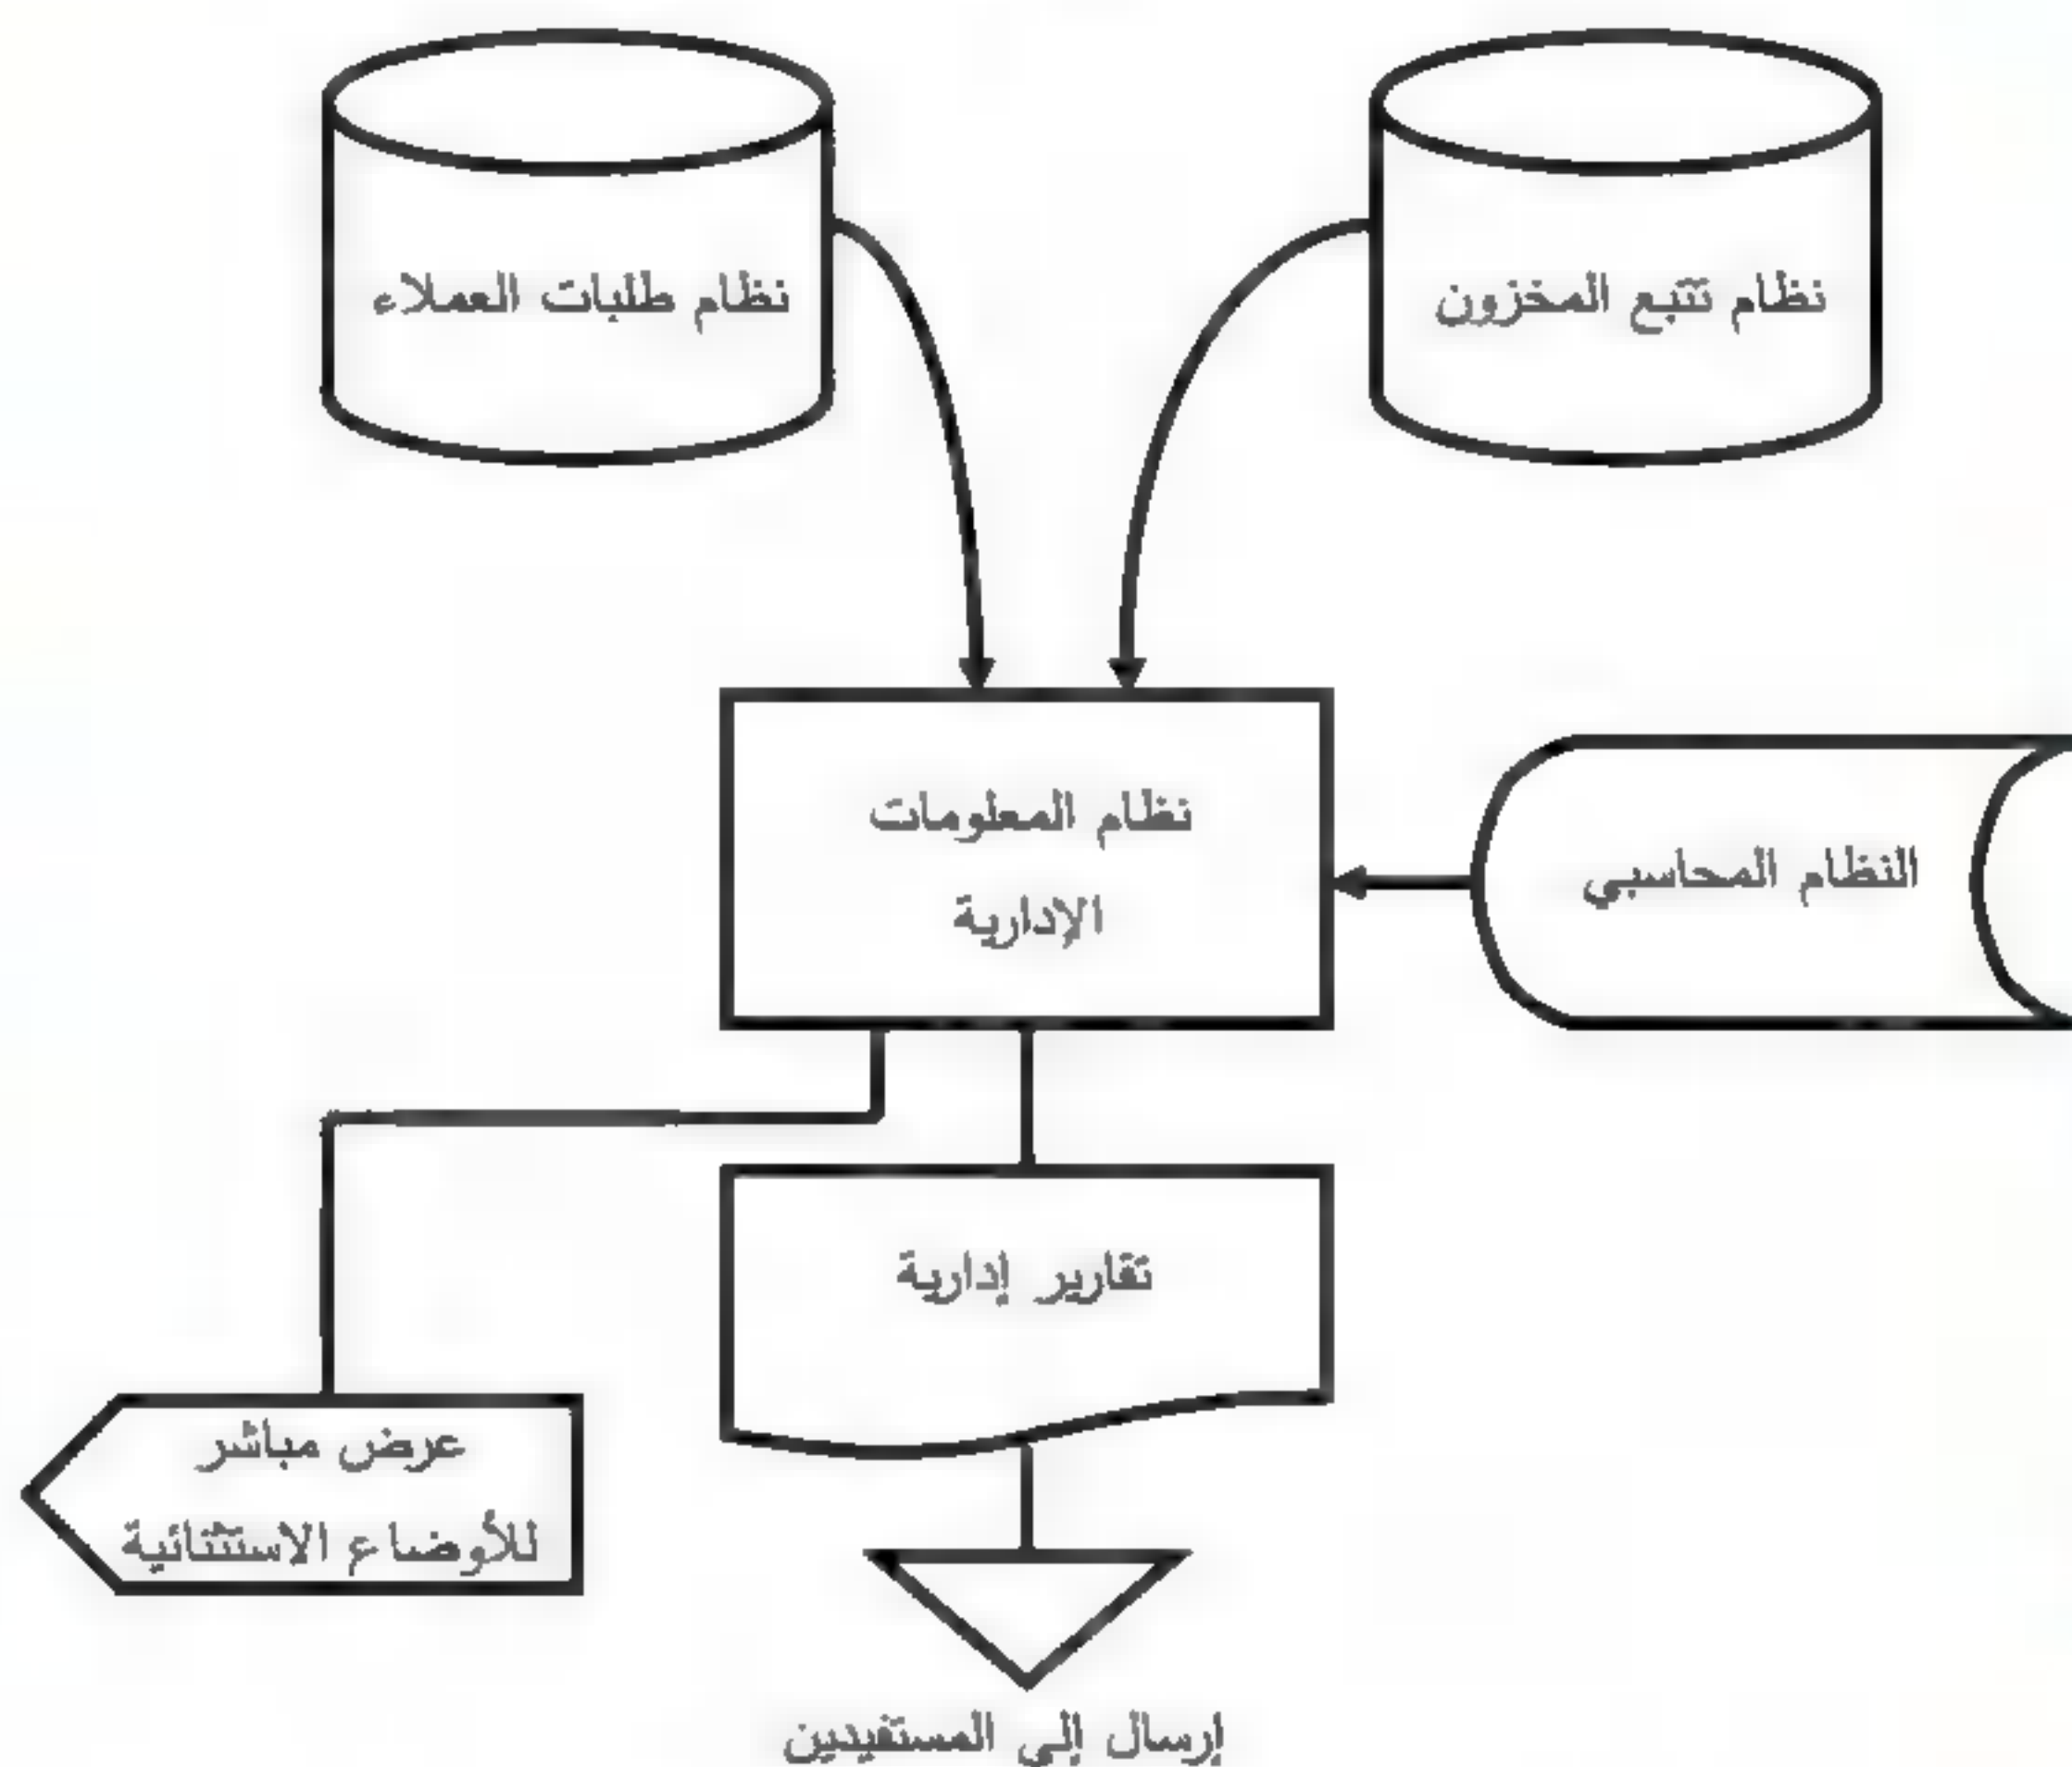 نظام تتبع المخزون
نظام طلبات العملاء
نظام المعلومات
الإدارية
النظام المحاسبي
تقارير إدارية
عرض مباشر
للأوضاع الاستثنائية
إرسال إلى المستفيدين